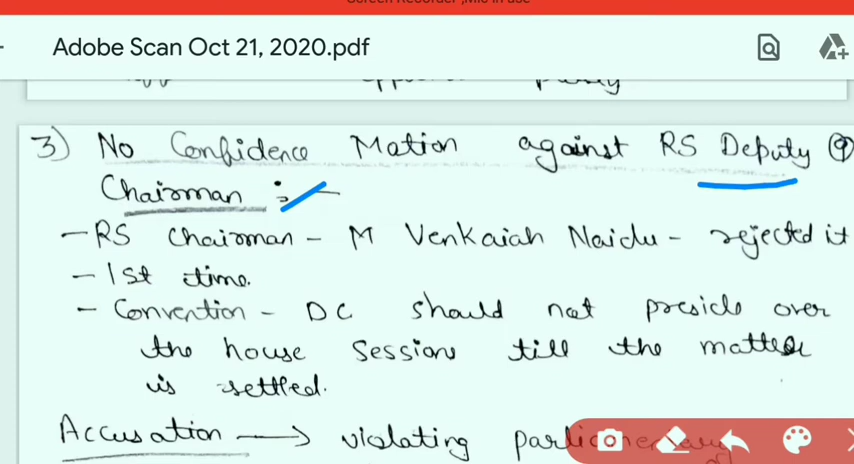 Adobe Scan Oct 21, 2020.pdf
3) No Confidence Mation against RS Deputy
Chairman :-
- RS Chairman - M Venkaiah Naidu - rejected it
- 1st time.
- Convention - DC should not preside over
the house sessions till the matter
is settled.
Accusation → violating